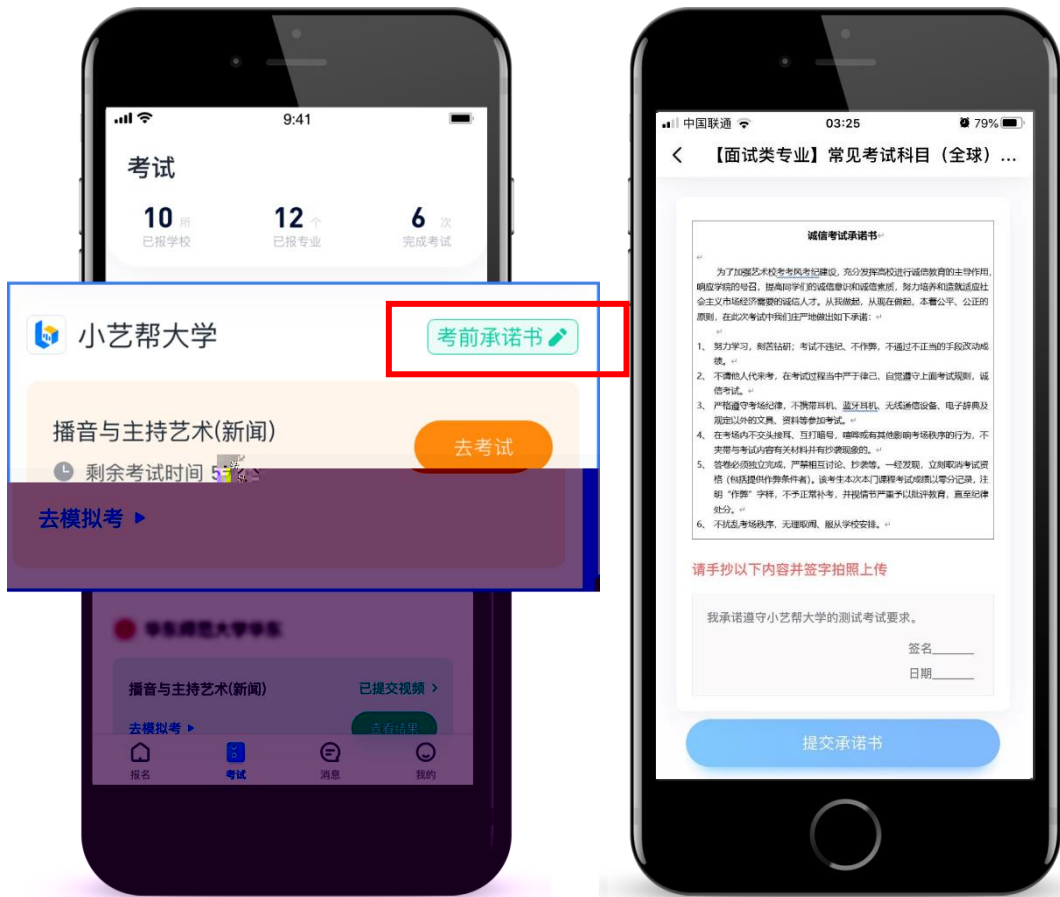 9:41
考试
10 所
12 个
6 次
已报学校
已报专业
完成考试
小艺帮大学
考前承诺书
播音与主持艺术(新闻)
去考试
剩余考试时间
去模拟考
播音与主持艺术(新闻)
已提交视频 >
去模拟考
查看结果
报名
考试
消息
我的
中国联通
03:25
79%
【面试类专业】常见考试科目（全球）...
诚信考试承诺书
为了加强艺术校考考风考纪建设，充分发挥高校进行诚信教育的主导作用，
响应学院的号召，提高同学们的诚信意识和诚信素质，努力培养和造就适应社
会主义市场经济需要的诚信人才。从我做起，从现在做起，本着公平、公正的
原则，在此次考试中我们庄严地做出如下承诺：
1、 努力学习，刻苦钻研；考试不违纪、不作弊，不通过不正当的手段改动成
绩。
2、 不请他人代来考，在考试过程当中严于律己，自觉遵守上面考试规则，诚
信考试。
3、 严格遵守考场纪律，不携带耳机、蓝牙耳机、无线通信设备、电子辞典及
规定以外的文具、资料等参加考试。
4、 在考场内不交头接耳、互打暗号，喧哗或有其他影响考场秩序的行为，不
夹带与考试内容有关材料并有抄袭现象的。
5、 答卷必须独立完成，严禁相互讨论、抄袭等。一经发现，立刻取消考试资
格（包括提供作弊条件者）。该考生本次本门课程考试成绩以零分记录，注
明“作弊”字样，不予正常补考，并视情节严重予以批评教育，直至纪律
处分。
6、 不扰乱考场秩序，无理取闹、服从学校安排。
请手抄以下内容并签字拍照上传
我承诺遵守小艺帮大学的测试考试要求。
签名______
日期______
提交承诺书